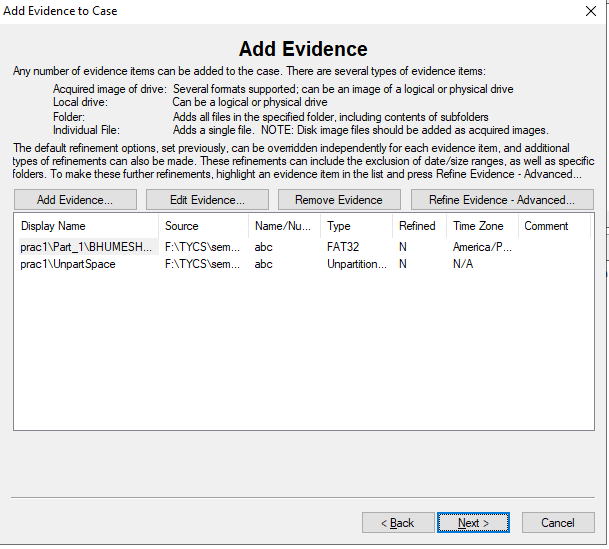 Add Evidence to Case
Add Evidence
Any number of evidence items can be added to the case. There are several types of evidence items:
Acquired image of drive: Several formats supported; can be an image of a logical or physical drive
Local drive: Can be a logical or physical drive
Folder: Adds all files in the specified folder, including contents of subfolders
Individual File: Adds a single file. NOTE: Disk image files should be added as acquired images.
The default refinement options, set previously, can be overridden independently for each evidence item, and additional
types of refinements can also be made. These refinements can include the exclusion of date/size ranges, as well as specific
folders. To make these further refinements, highlight an evidence item in the list and press Refine Evidence - Advanced...
Add Evidence... Edit Evidence... Remove Evidence Refine Evidence - Advanced...
Display Name Source Name/Nu... Type Refined Time Zone Comment
prac1\Part_1\BHUMESH... F:\TYCS\sem... abc FAT32 N America/P...
prac1\UnpartSpace F:\TYCS\sem... abc Unpartition... N N/A
< Back Next > Cancel